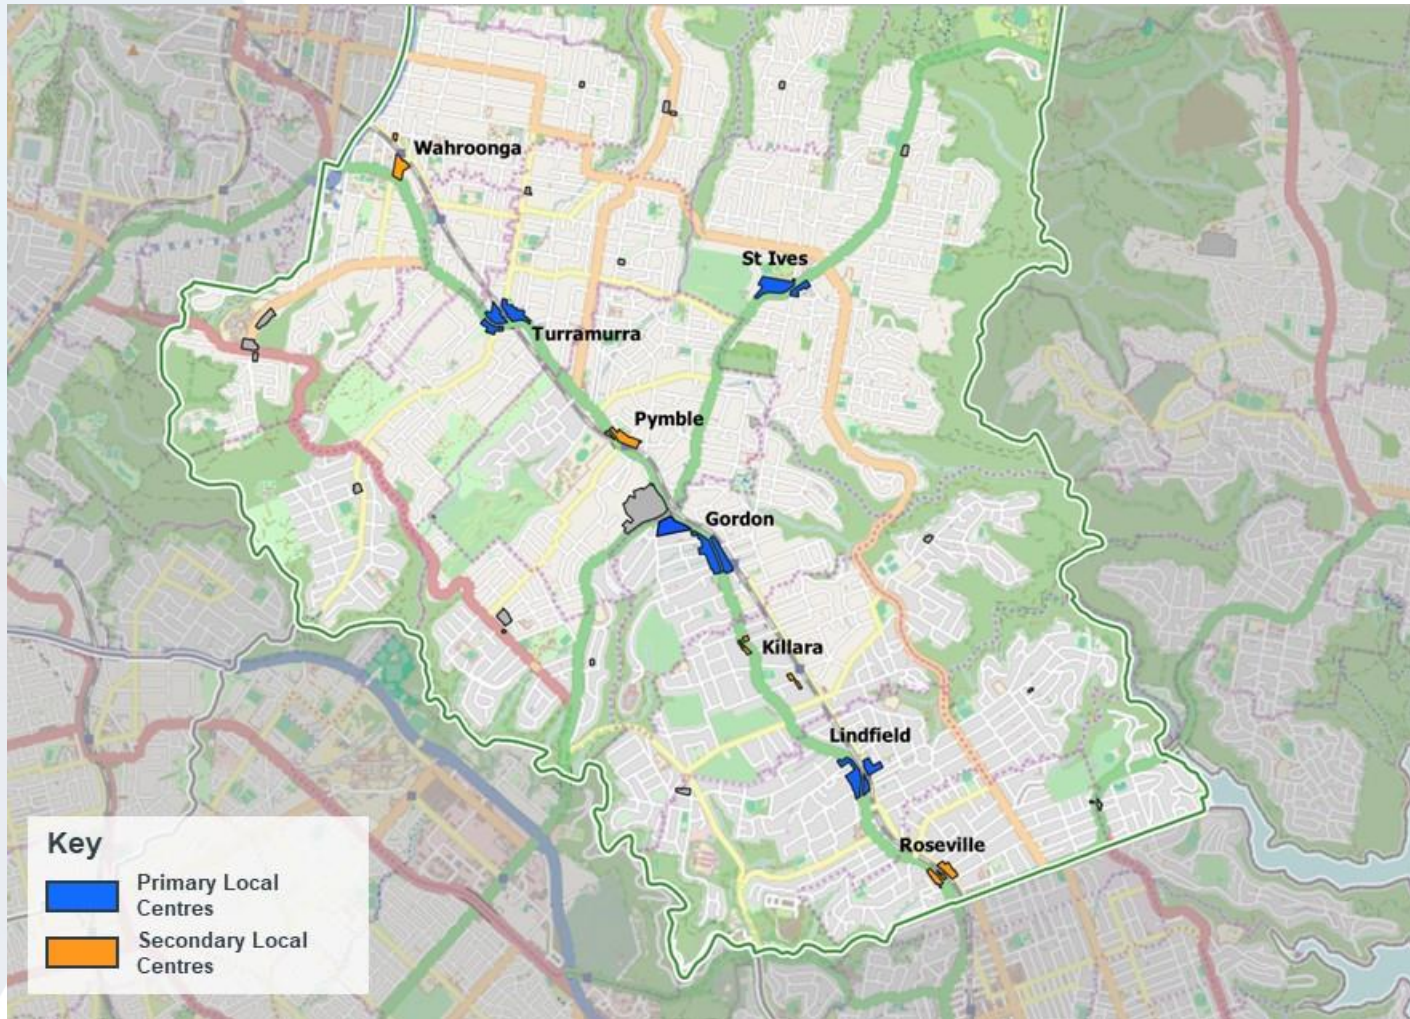 Wahroonga
St Ives
Turramurra
Pymble
Gordon
Killara
Lindfield
Roseville
Key
Primary Local
Centres
Secondary Local
Centres